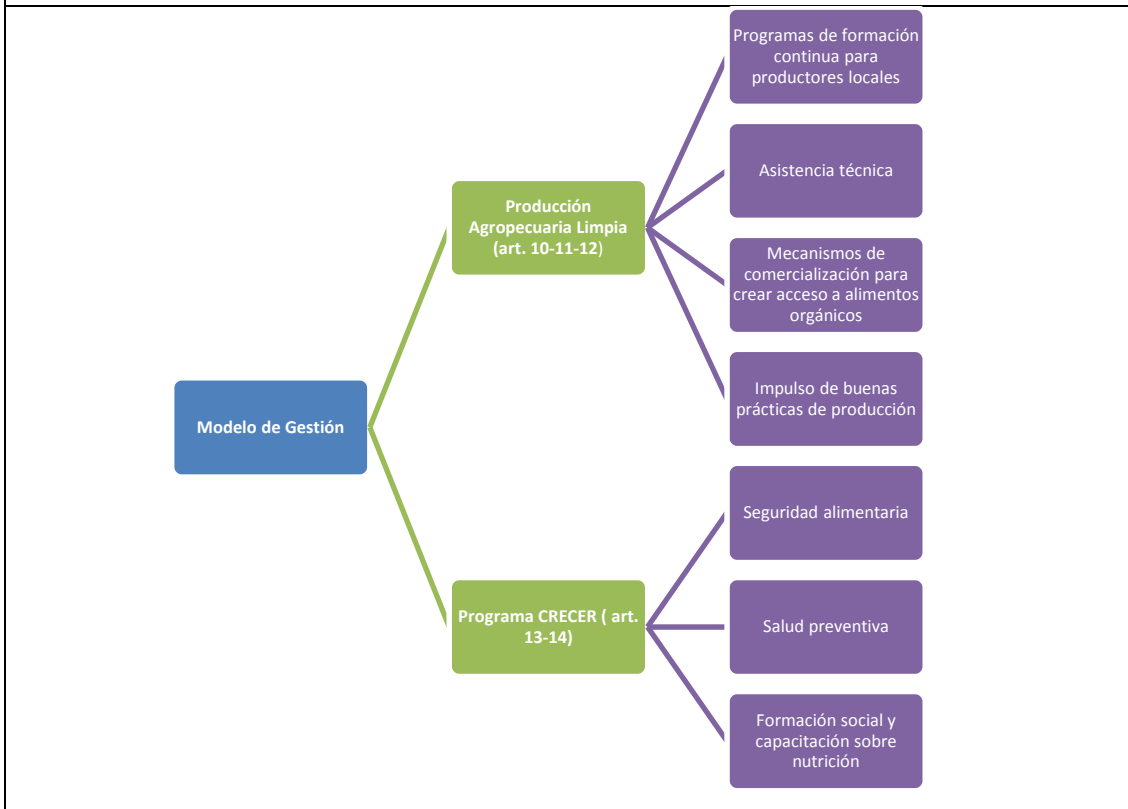 Programas de formación
continua para
productores locales
Asistencia técnica
Producción
Agropecuaria Limpia
(art. 10-11-12)
Mecanismos de
comercialización para
crear acceso a alimentos
orgánicos
Impulso de buenas
prácticas de producción
Modelo de Gestión
Seguridad alimentaria
Programa CRECER ( art.
13-14)
Salud preventiva
Formación social y
capacitación sobre
nutrición